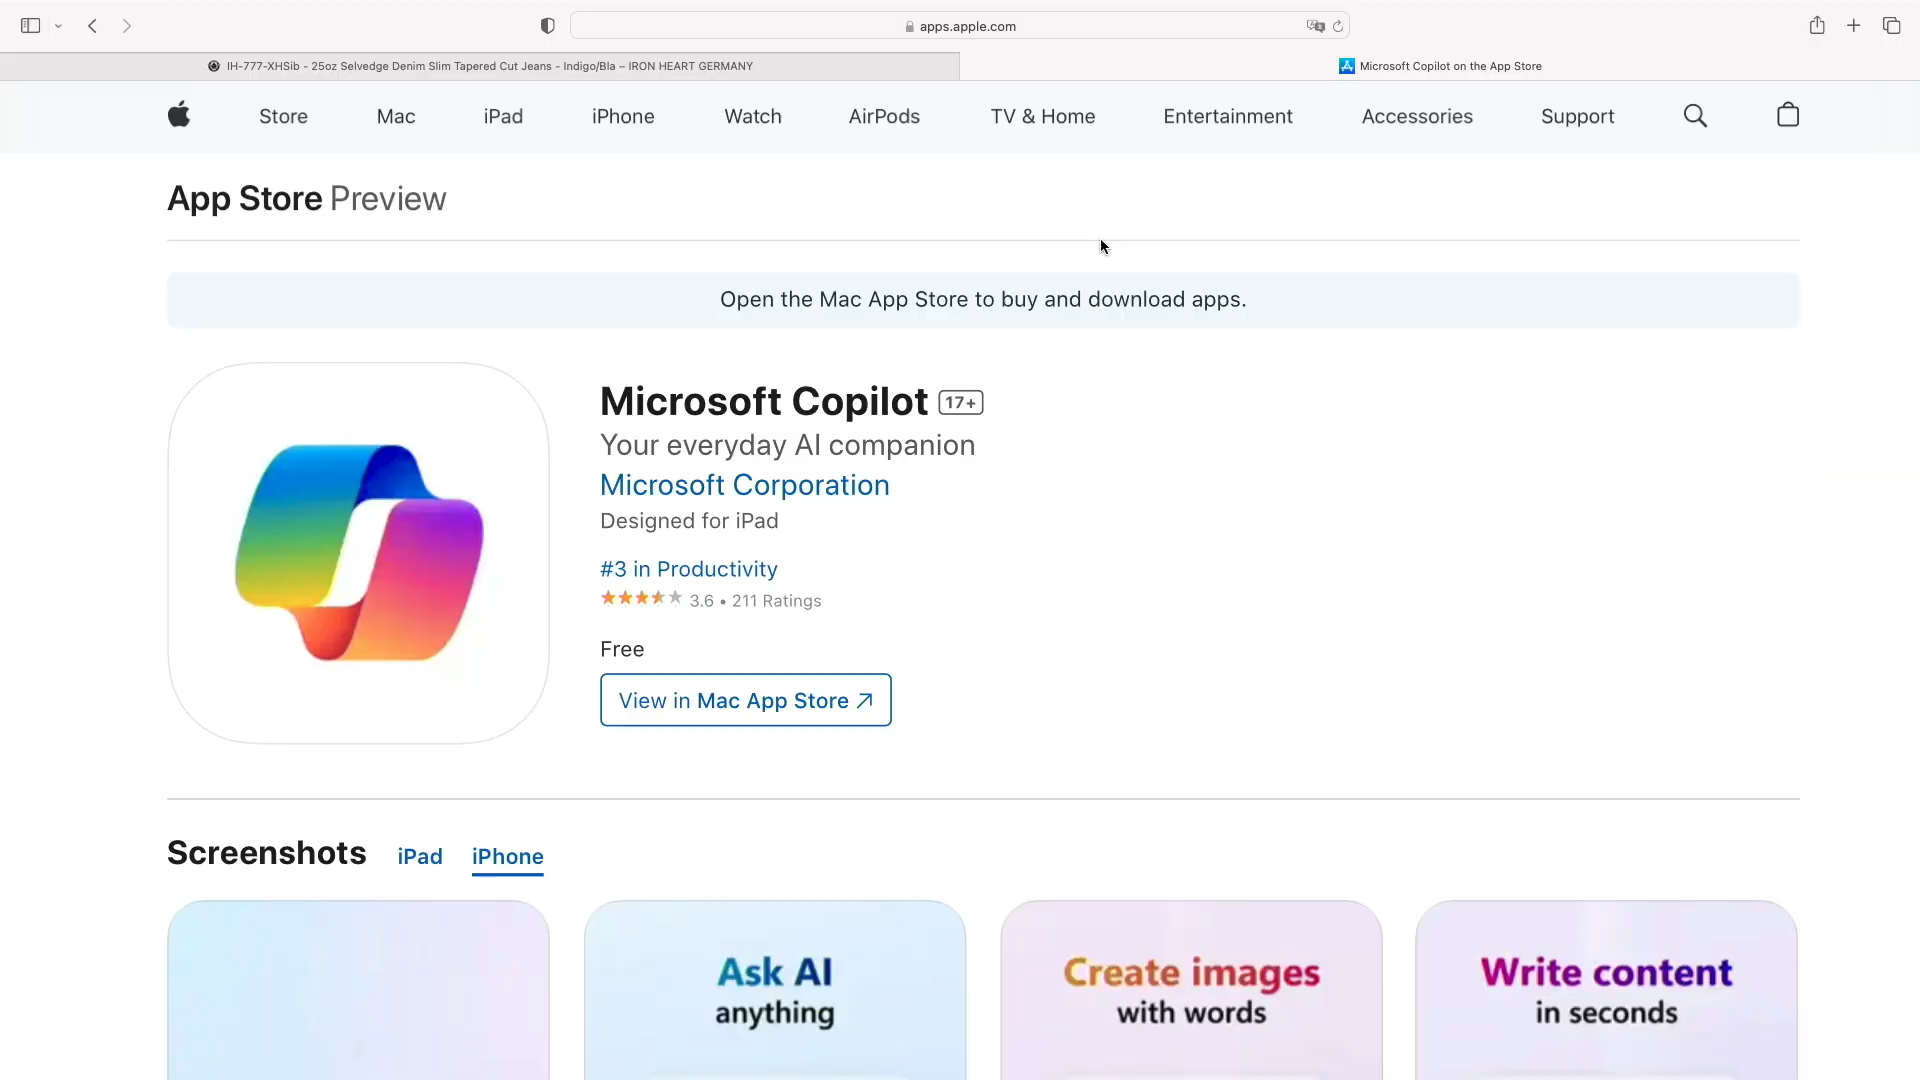 apps.apple.com
IH-777-XHSib - 25oz Selvedge Denim Slim Tapered Cut Jeans - Indigo/Bla – IRON HEART GERMANY
Microsoft Copilot on the App Store
Store Mac iPad iPhone Watch AirPods TV & Home Entertainment Accessories Support
App Store Preview
Open the Mac App Store to buy and download apps.
Microsoft Copilot 17+
Your everyday AI companion
Microsoft Corporation
Designed for iPad
#3 in Productivity
3.6 • 211 Ratings
Free
View in Mac App Store
Screenshots iPad iPhone
Ask AI
anything
Create images
with words
Write content
in seconds